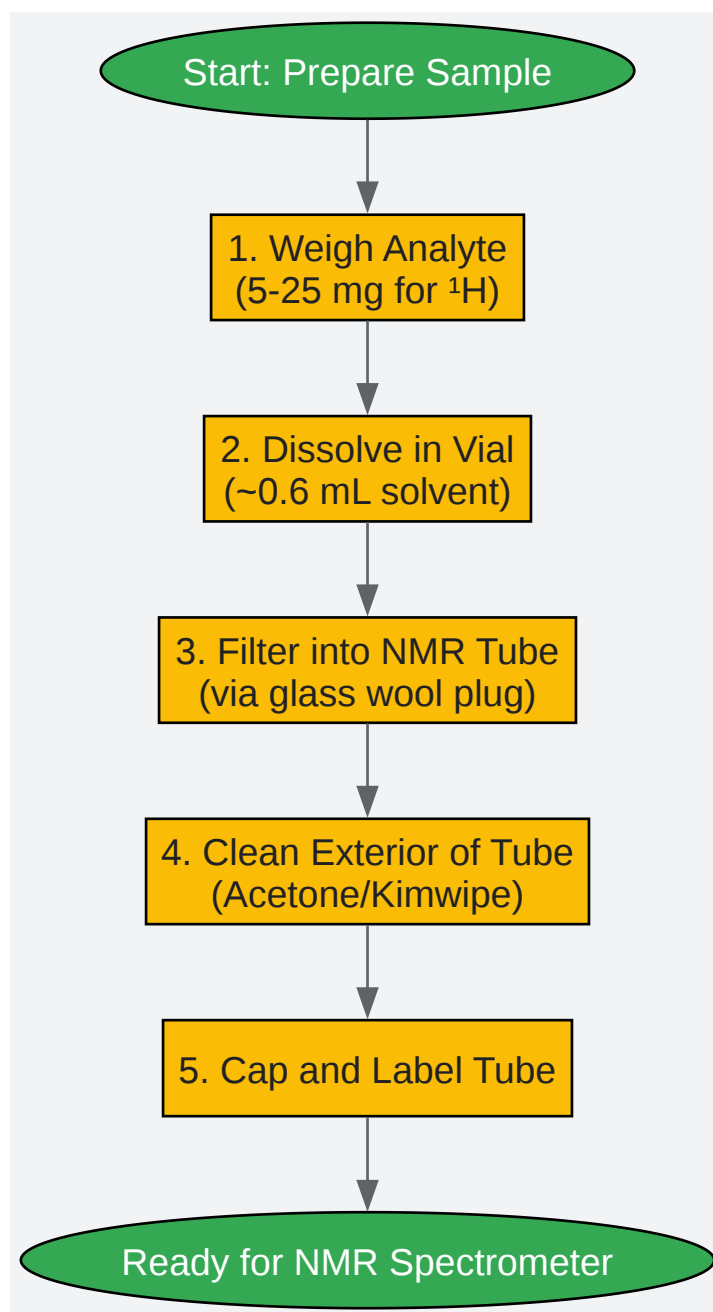 Start: Prepare Sample
1. Weigh Analyte
(5-25 mg for ¹H)
2. Dissolve in Vial
(~0.6 mL solvent)
3. Filter into NMR Tube
(via glass wool plug)
4. Clean Exterior of Tube
(Acetone/Kimwipe)
5. Cap and Label Tube
Ready for NMR Spectrometer